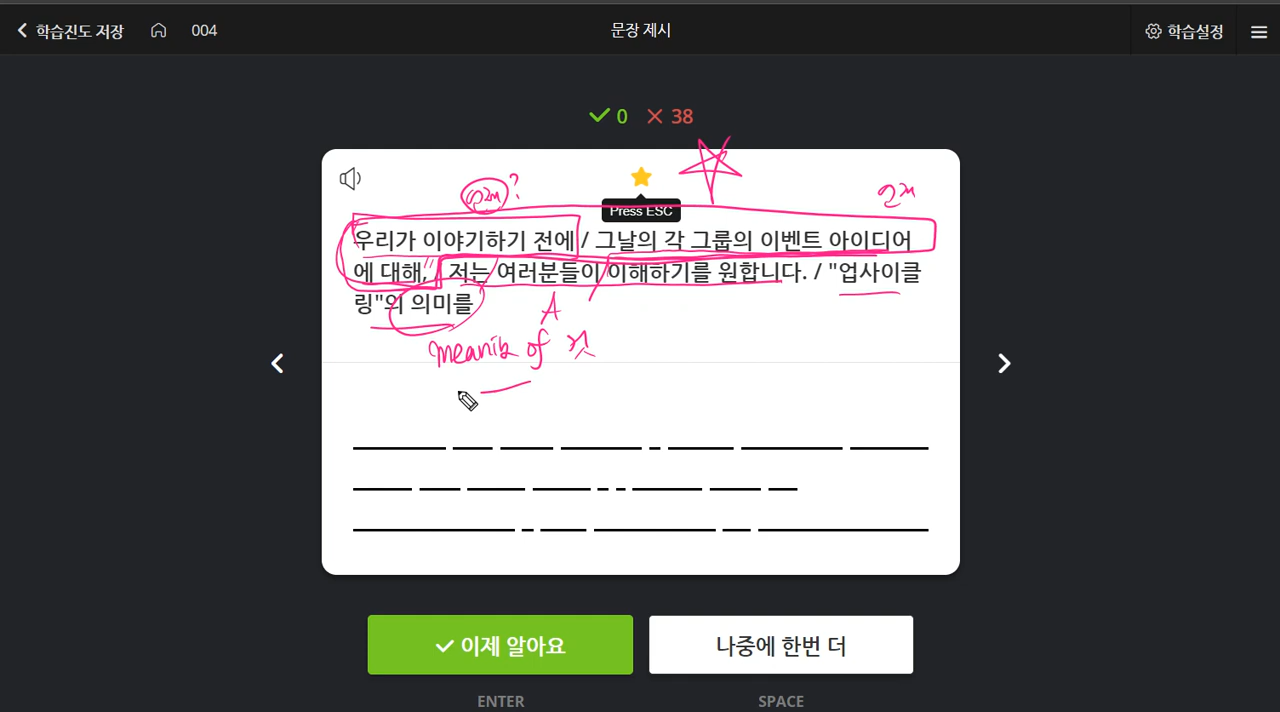 학습진도 저장 004 문장 제시 학습설정
0 38
언제? 언제
Press ESC
우리가 이야기하기 전에 / 그날의 각 그룹의 이벤트 아이디어
에 대해, 저는 여러분들이 이해하기를 원합니다. / "업사이클
링"의 의미를
A
of
이제 알아요 나중에 한번 더
ENTER SPACE